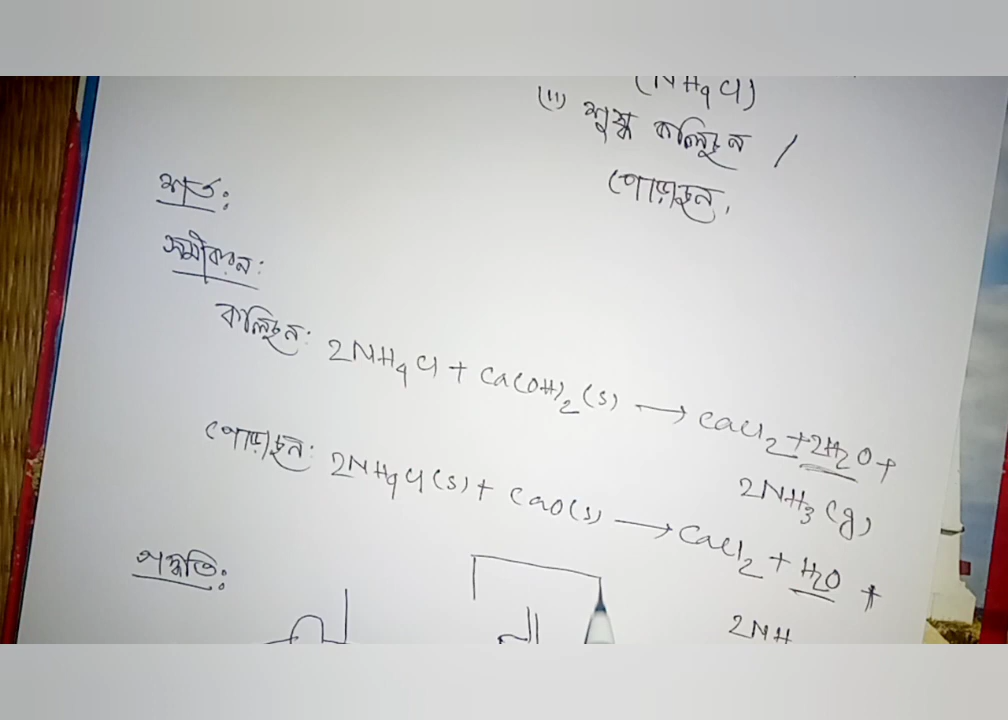 (NH₄Cl)
(ii) শুষ্ক কলিচুন /
পোড়াচুন,
শর্ত:
সমীকরন:
কলিচুন: 2NH₄Cl + Ca(OH)₂(s) → CaCl₂ + 2H₂O +
2NH₃(g)
পোড়াচুন: 2NH₄Cl(s) + CaO(s) → CaCl₂ + H₂O +
2NH
পদ্ধতি: